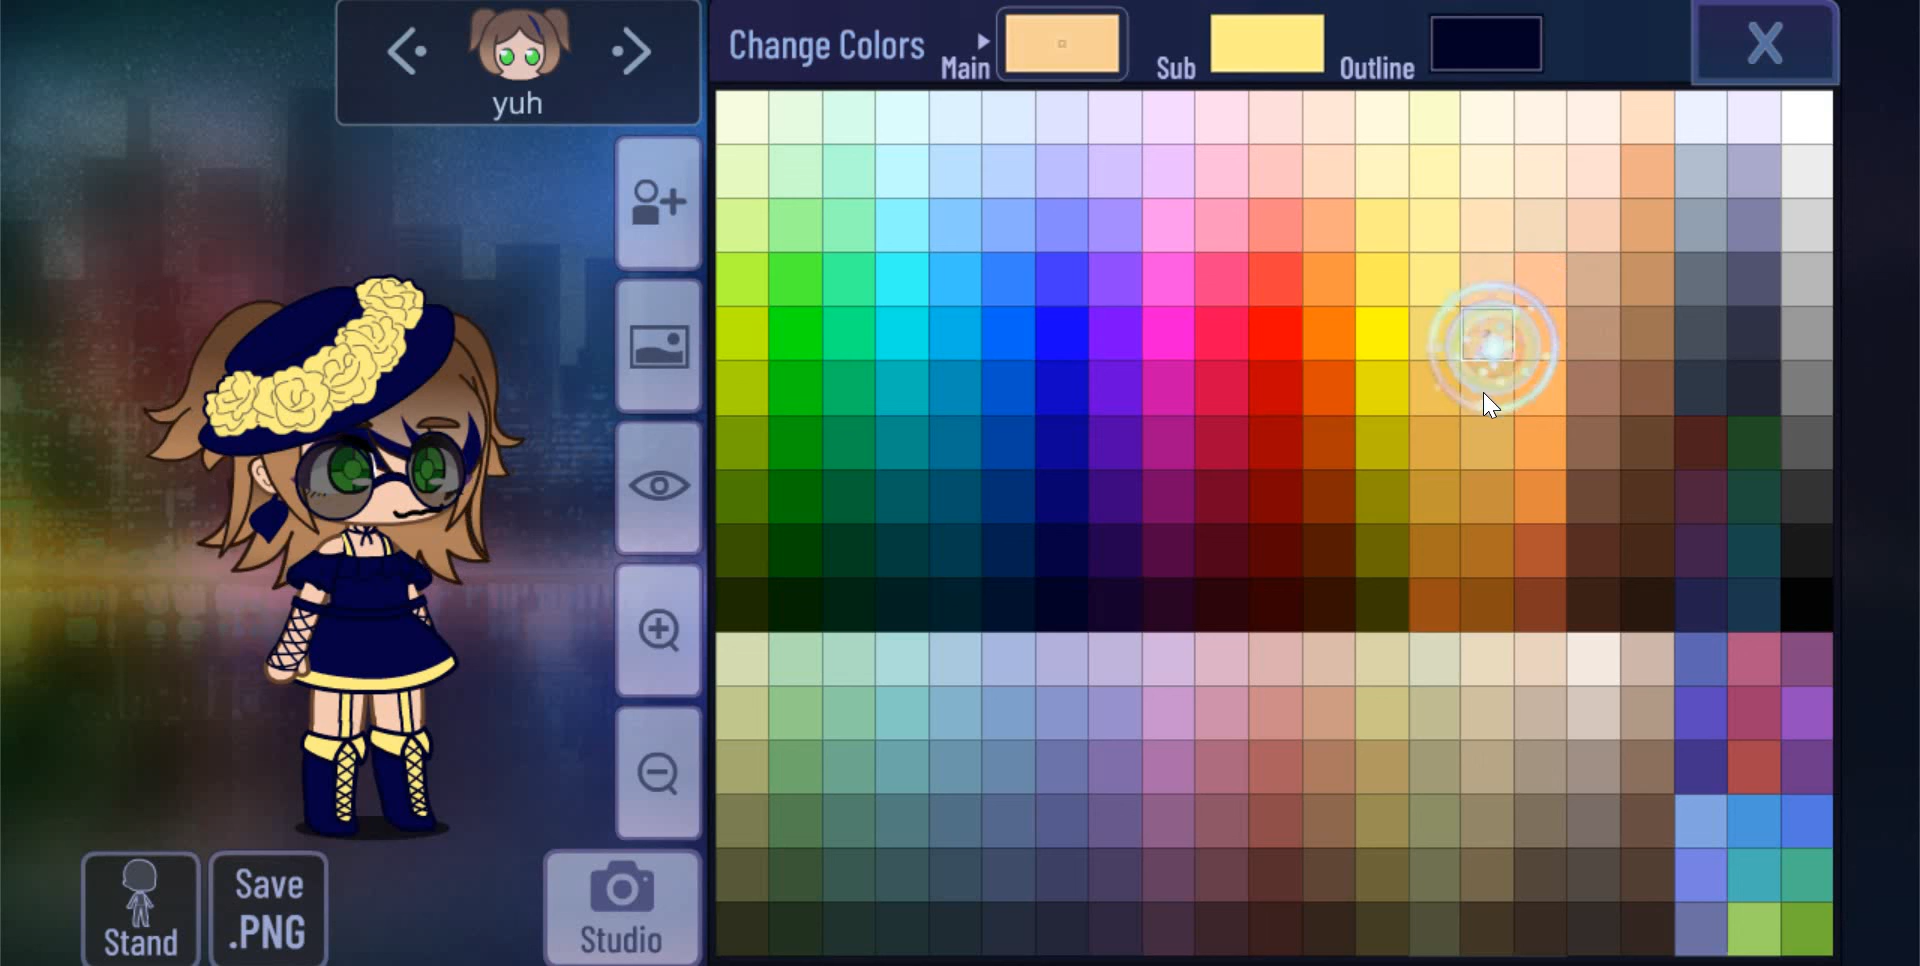 yuh
Change Colors
Main
Sub
Outline
X
Stand
Save
.PNG
Studio